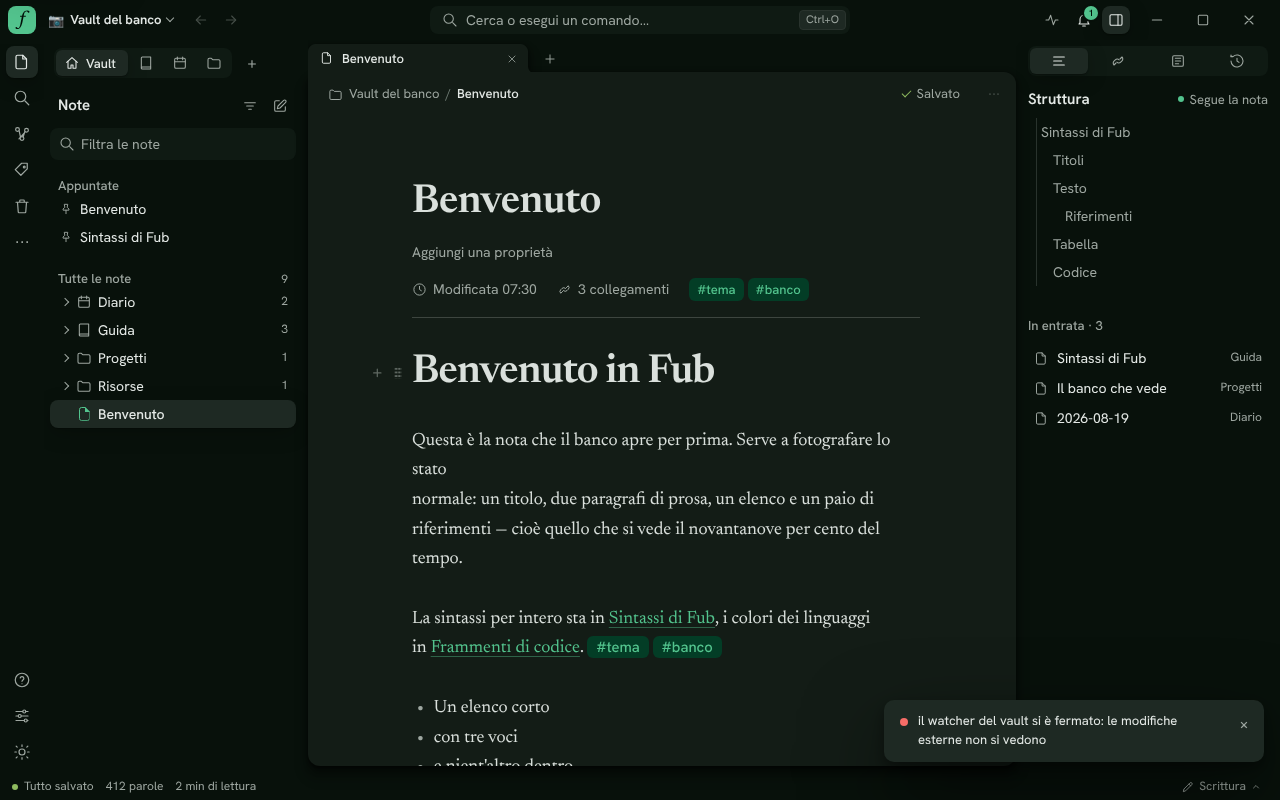 f
Vault del banco
Cerca o esegui un comando…
Ctrl+O
1
Vault
Note
Filtra le note
Appuntate
Benvenuto
Sintassi di Fub
Tutte le note 9
Diario 2
Guida 3
Progetti 1
Risorse 1
Benvenuto
Benvenuto
Vault del banco / Benvenuto
Salvato
Benvenuto
Aggiungi una proprietà
Modificata 07:30 3 collegamenti #tema #banco
Benvenuto in Fub
Questa è la nota che il banco apre per prima. Serve a fotografare lo
stato
normale: un titolo, due paragrafi di prosa, un elenco e un paio di
riferimenti — cioè quello che si vede il novantanove per cento del
tempo.
La sintassi per intero sta in Sintassi di Fub, i colori dei linguaggi
in Frammenti di codice. #tema #banco
• Un elenco corto
• con tre voci
• e nient'altro dentro
Struttura
Segue la nota
Sintassi di Fub
Titoli
Testo
Riferimenti
Tabella
Codice
In entrata · 3
Sintassi di Fub Guida
Il banco che vede Progetti
2026-08-19 Diario
il watcher del vault si è fermato: le modifiche
esterne non si vedono
Tutto salvato 412 parole 2 min di lettura
Scrittura